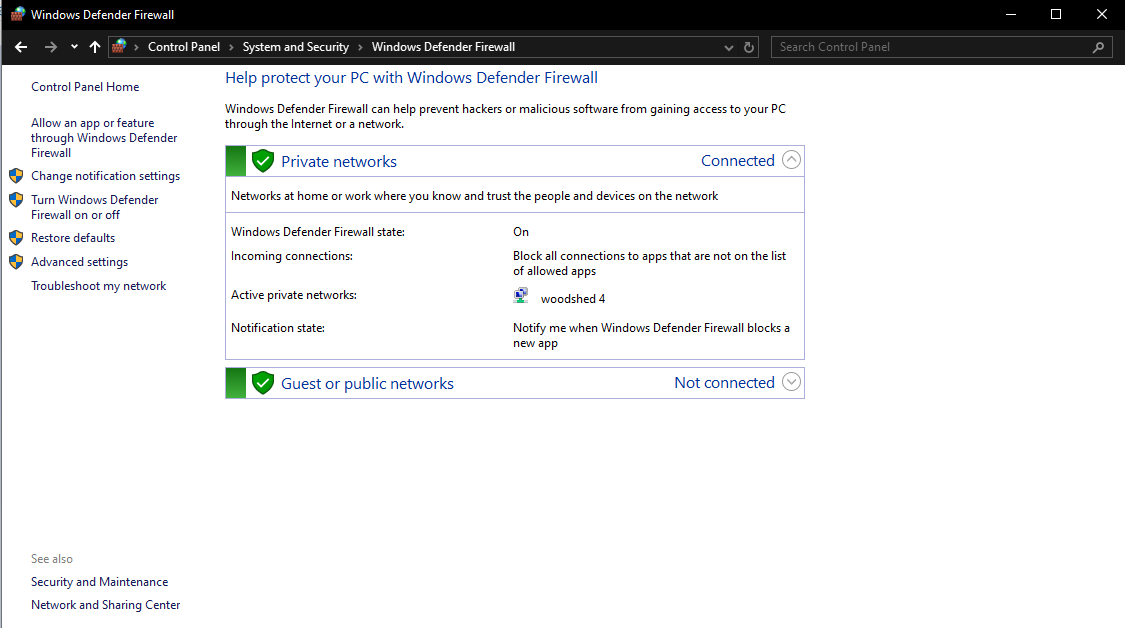 Windows Defender Firewall
Control Panel > System and Security > Windows Defender Firewall
Search Control Panel
Control Panel Home
Allow an app or feature
through Windows Defender
Firewall
Change notification settings
Turn Windows Defender
Firewall on or off
Restore defaults
Advanced settings
Troubleshoot my network
See also
Security and Maintenance
Network and Sharing Center
Help protect your PC with Windows Defender Firewall
Windows Defender Firewall can help prevent hackers or malicious software from gaining access to your PC
through the Internet or a network.
Private networks Connected
Networks at home or work where you know and trust the people and devices on the network
Windows Defender Firewall state: On
Incoming connections: Block all connections to apps that are not on the list
of allowed apps
Active private networks: woodshed 4
Notification state: Notify me when Windows Defender Firewall blocks a
new app
Guest or public networks Not connected